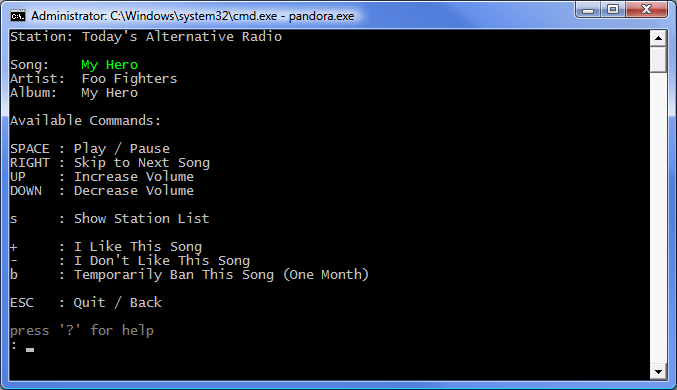 Administrator: C:\Windows\system32\cmd.exe - pandora.exe
Station: Today's Alternative Radio
Song:    My Hero
Artist:  Foo Fighters
Album:   My Hero
Available Commands:
SPACE : Play / Pause
RIGHT : Skip to Next Song
UP    : Increase Volume
DOWN  : Decrease Volume
s     : Show Station List
+     : I Like This Song
-     : I Don't Like This Song
b     : Temporarily Ban This Song (One Month)
ESC   : Quit / Back
press '?' for help
: _